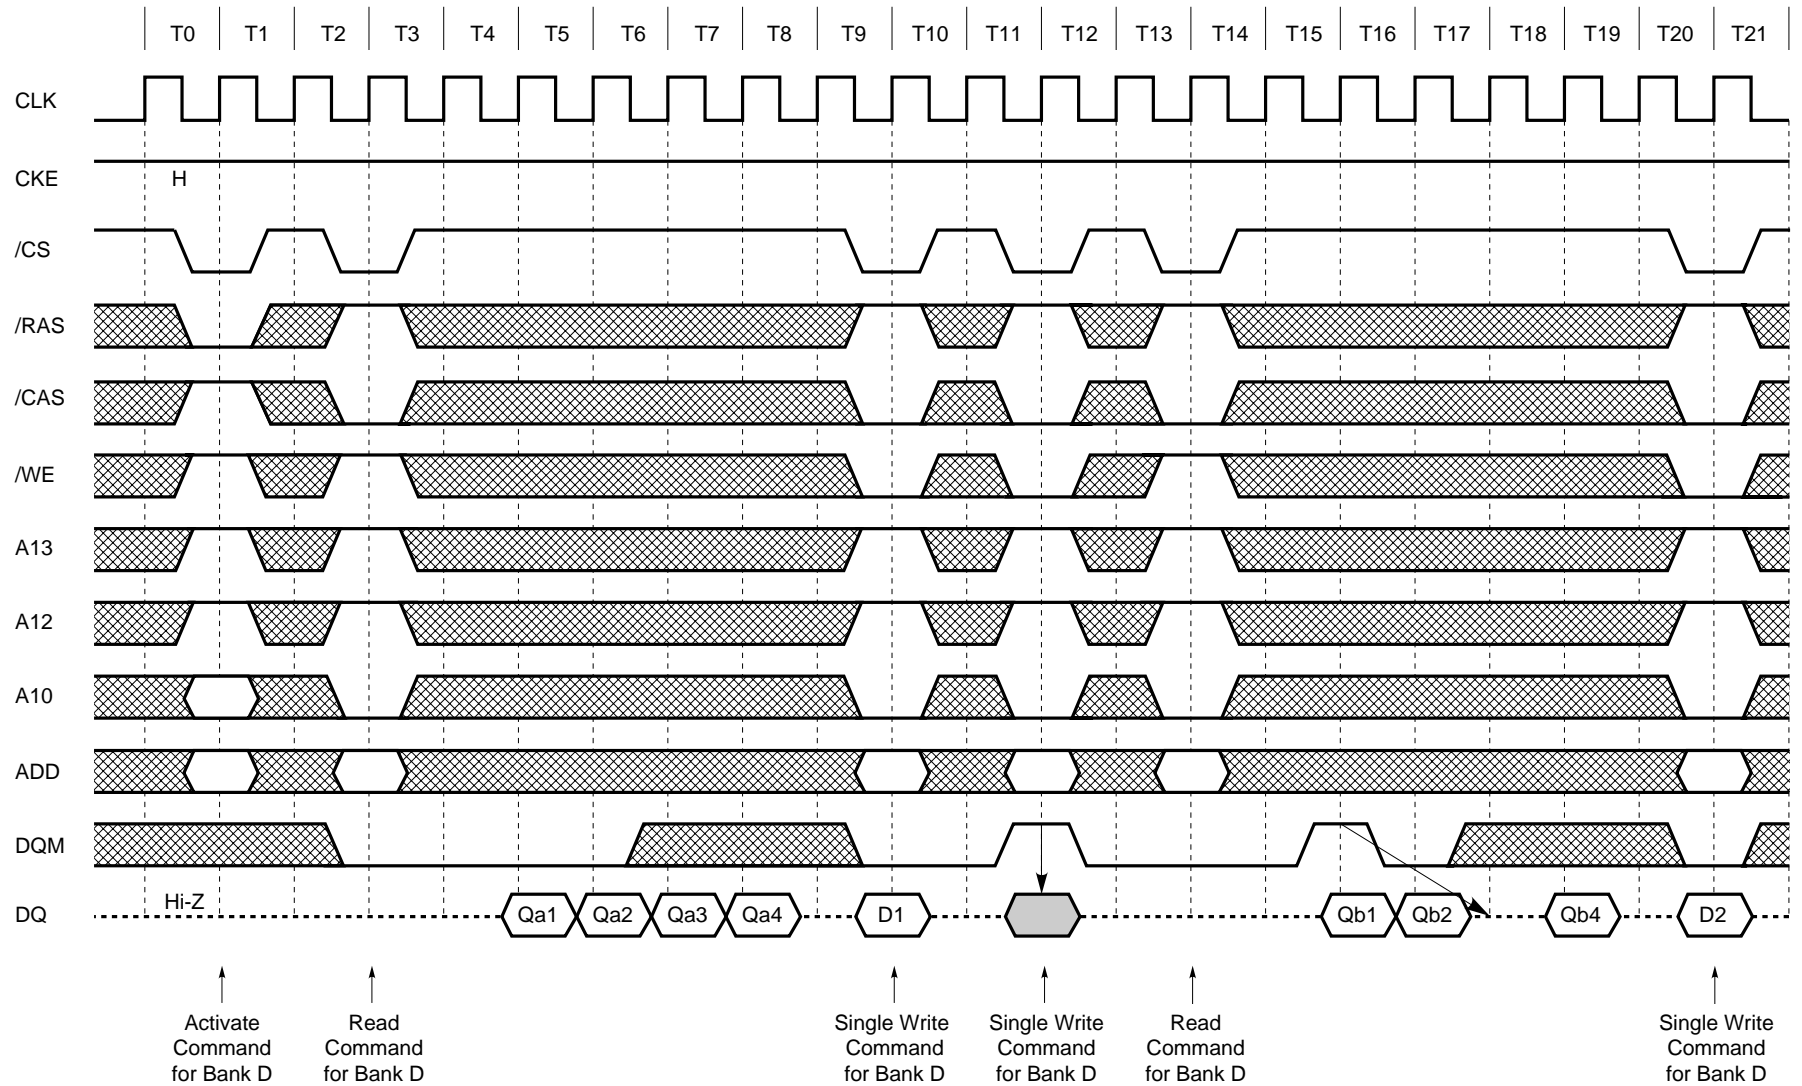 T0 T1 T2 T3 T4 T5 T6 T7 T8 T9 T10 T11 T12 T13 T14 T15 T16 T17 T18 T19 T20 T21
CLK
CKE
H
/CS
/RAS
/CAS
/WE
A13
A12
A10
ADD
DQM
DQ
Hi-Z
Qa1 Qa2 Qa3 Qa4 D1 Qb1 Qb2 Qb4 D2
Activate
Command
for Bank D
Read
Command
for Bank D
Single Write
Command
for Bank D
Single Write
Command
for Bank D
Read
Command
for Bank D
Single Write
Command
for Bank D